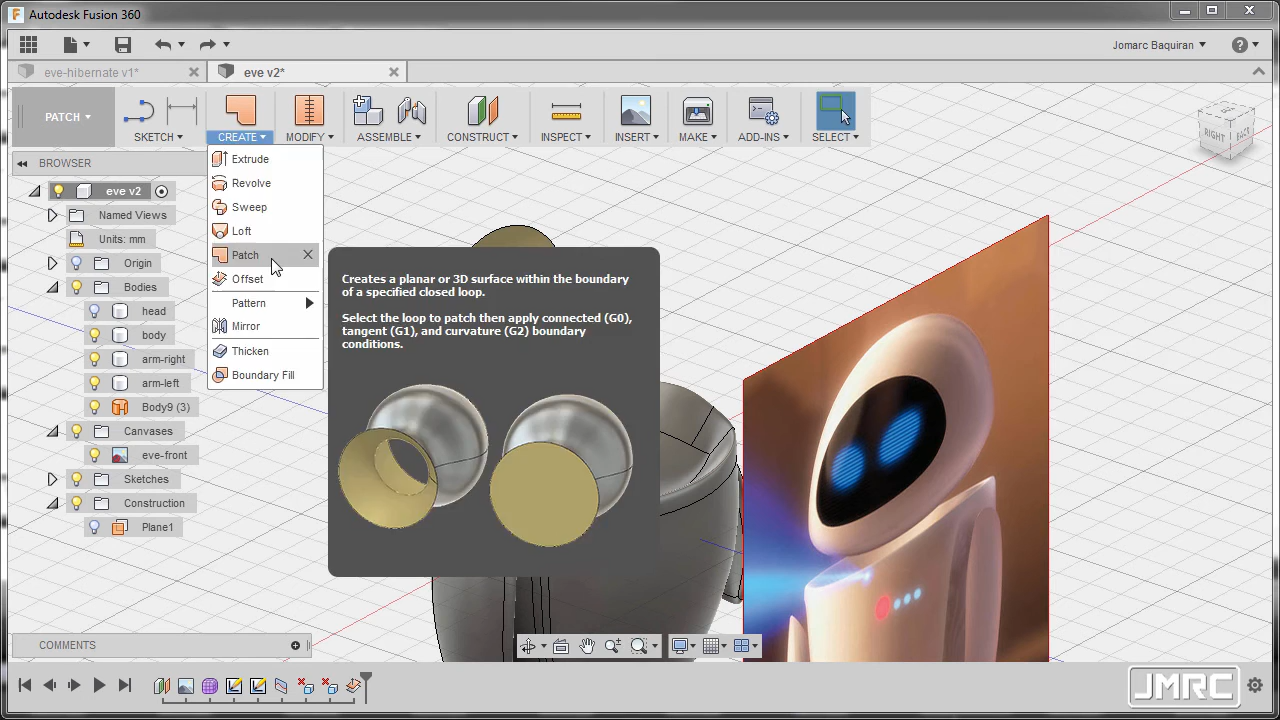 Autodesk Fusion 360
Jomarc Baquiran
eve-hibernate v1*
eve v2*
PATCH
SKETCH
CREATE
MODIFY
ASSEMBLE
CONSTRUCT
INSPECT
INSERT
MAKE
ADD-INS
SELECT
RIGHT
BROWSER
eve v2
Named Views
Units: mm
Origin
Bodies
head
body
arm-right
arm-left
Body9 (3)
Canvases
eve-front
Sketches
Construction
Plane1
Extrude
Revolve
Sweep
Loft
Patch
Offset
Pattern
Mirror
Thicken
Boundary Fill
Creates a planar or 3D surface within the boundary
of a specified closed loop.
Select the loop to patch then apply connected (G0),
tangent (G1), and curvature (G2) boundary
conditions.
COMMENTS
JMRC